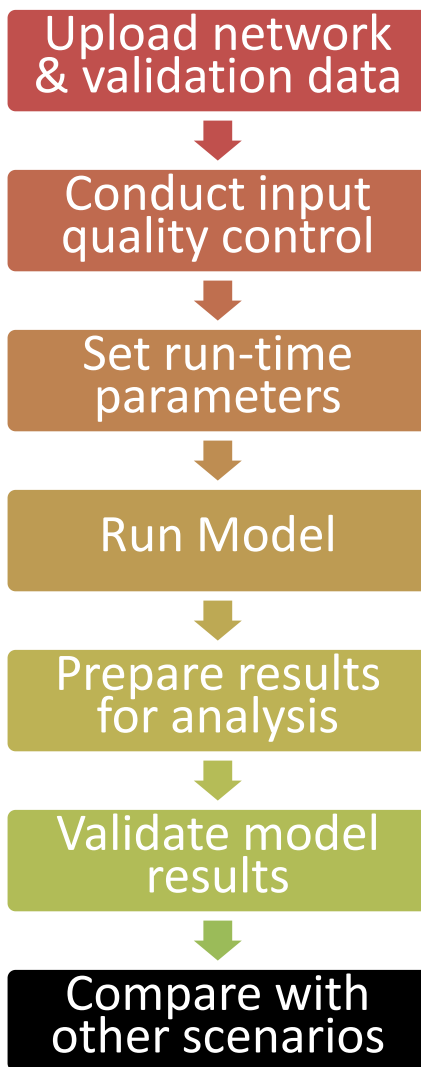 Upload network
& validation data
Conduct input
quality control
Set run-time
parameters
Run Model
Prepare results
for analysis
Validate model
results
Compare with
other scenarios